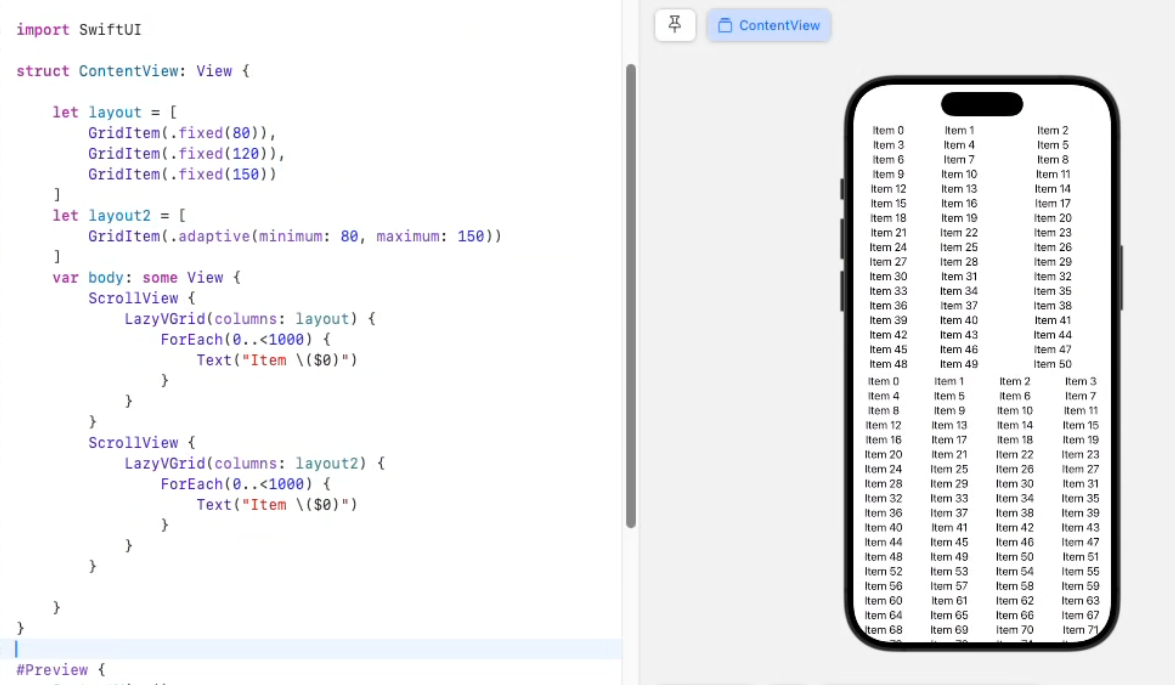 import SwiftUI
struct ContentView: View {
let layout = [
GridItem(.fixed(80)),
GridItem(.fixed(120)),
GridItem(.fixed(150))
]
let layout2 = [
GridItem(.adaptive(minimum: 80, maximum: 150))
]
var body: some View {
ScrollView {
LazyVGrid(columns: layout) {
ForEach(0..<1000) {
Text("Item \($0)")
}
}
}
ScrollView {
LazyVGrid(columns: layout2) {
ForEach(0..<1000) {
Text("Item \($0)")
}
}
}
}
}
#Preview {
ContentView
Item 0 Item 1 Item 2
Item 3 Item 4 Item 5
Item 6 Item 7 Item 8
Item 9 Item 10 Item 11
Item 12 Item 13 Item 14
Item 15 Item 16 Item 17
Item 18 Item 19 Item 20
Item 21 Item 22 Item 23
Item 24 Item 25 Item 26
Item 27 Item 28 Item 29
Item 30 Item 31 Item 32
Item 33 Item 34 Item 35
Item 36 Item 37 Item 38
Item 39 Item 40 Item 41
Item 42 Item 43 Item 44
Item 45 Item 46 Item 47
Item 48 Item 49 Item 50
Item 0 Item 1 Item 2 Item 3
Item 4 Item 5 Item 6 Item 7
Item 8 Item 9 Item 10 Item 11
Item 12 Item 13 Item 14 Item 15
Item 16 Item 17 Item 18 Item 19
Item 20 Item 21 Item 22 Item 23
Item 24 Item 25 Item 26 Item 27
Item 28 Item 29 Item 30 Item 31
Item 32 Item 33 Item 34 Item 35
Item 36 Item 37 Item 38 Item 39
Item 40 Item 41 Item 42 Item 43
Item 44 Item 45 Item 46 Item 47
Item 48 Item 49 Item 50 Item 51
Item 52 Item 53 Item 54 Item 55
Item 56 Item 57 Item 58 Item 59
Item 60 Item 61 Item 62 Item 63
Item 64 Item 65 Item 66 Item 67
Item 68 Item 69 Item 70 Item 71